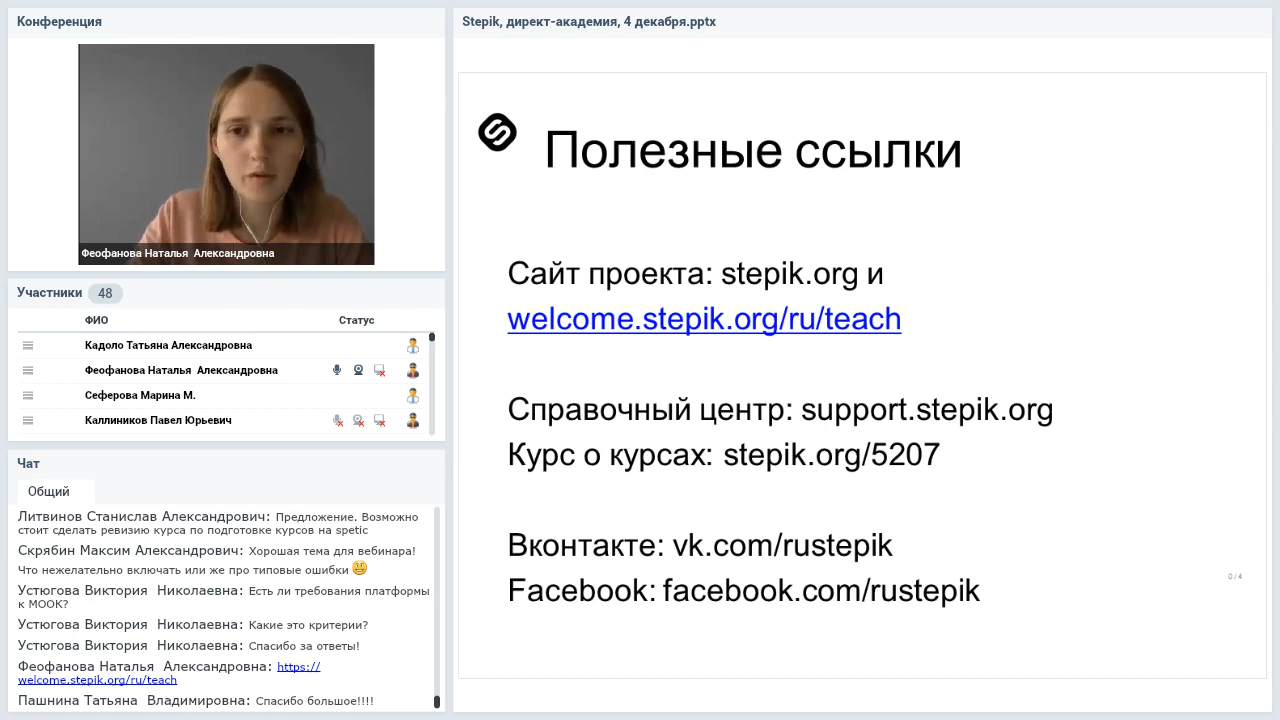 Конференция
Феофанова Наталья Александровна
Участники 48
ФИО Статус
Кадоло Татьяна Александровна
Феофанова Наталья Александровна
Сеферова Марина М.
Каллиников Павел Юрьевич
Чат
Общий
Литвинов Станислав Александрович: Предложение. Возможно
стоит сделать ревизию курса по подготовке курсов на spetic
Скрябин Максим Александрович: Хорошая тема для вебинара!
Что нежелательно включать или же про типовые ошибки
Устюгова Виктория Николаевна: Есть ли требования платформы
к МООК?
Устюгова Виктория Николаевна: Какие это критерии?
Устюгова Виктория Николаевна: Спасибо за ответы!
Феофанова Наталья Александровна: https://
welcome.stepik.org/ru/teach
Пашнина Татьяна Владимировна: Спасибо большое!!!!
Stepik, директ-академия, 4 декабря.pptx
Полезные ссылки
Сайт проекта: stepik.org и
welcome.stepik.org/ru/teach
Справочный центр: support.stepik.org
Курс о курсах: stepik.org/5207
Вконтакте: vk.com/rustepik
Facebook: facebook.com/rustepik
0 / 4